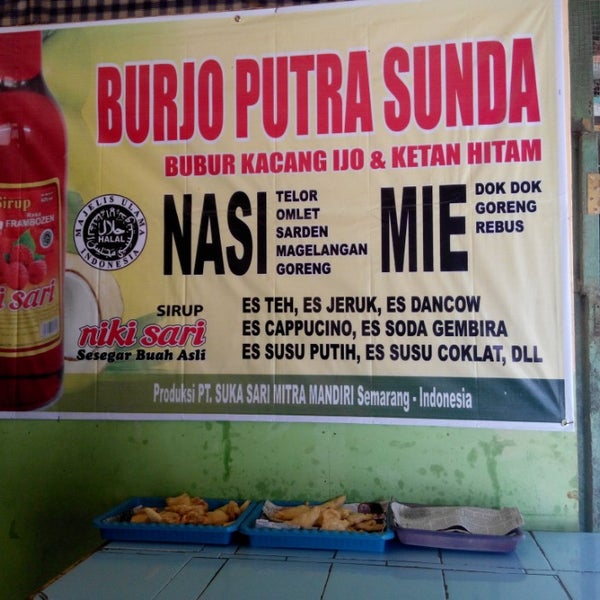 BURJO PUTRA SUNDA
BUBUR KACANG IJO & KETAN HITAM
MAJELIS ULAMA INDONESIA
HALAL
NASI
TELOR
OMLET
SARDEN
MAGELANGAN
GORENG
MIE
DOK DOK
GORENG
REBUS
Sirup
FRAMBOZEN
ki sari
SIRUP
niki sari
Sesegar Buah Asli
ES TEH, ES JERUK, ES DANCOW,
ES CAPPUCINO, ES SODA GEMBIRA
ES SUSU PUTIH, ES SUSU COKLAT, DLL
Produksi PT. SUKA SARI MITRA MANDIRI Semarang - Indonesia